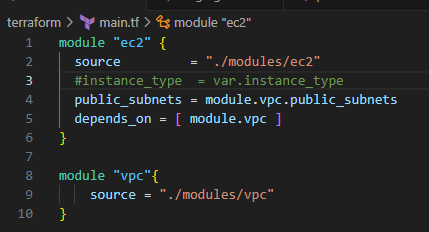 terraform > main.tf > module "ec2"
1 module "ec2" {
2 source = "./modules/ec2"
3 #instance_type = var.instance_type
4 public_subnets = module.vpc.public_subnets
5 depends_on = [ module.vpc ]
6 }
7
8 module "vpc"{
9 source = "./modules/vpc"
10 }